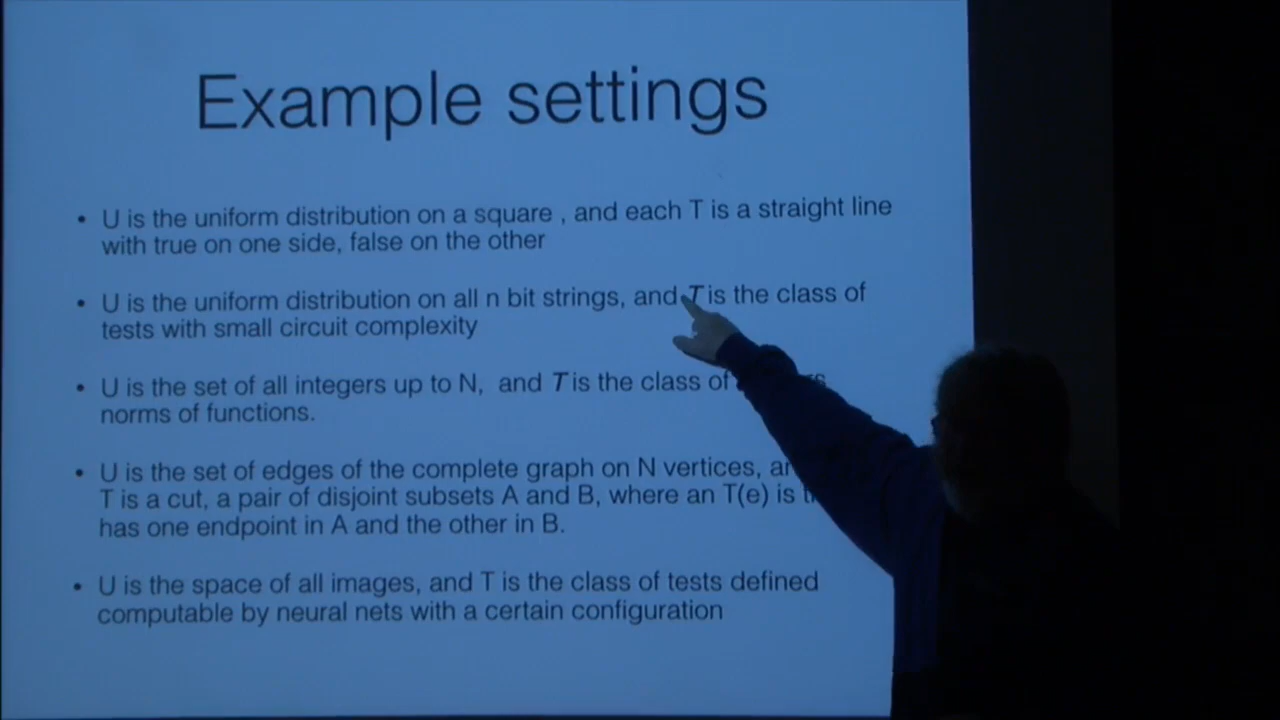 Example settings
• U is the uniform distribution on a square , and each T is a straight line
with true on one side, false on the other
• U is the uniform distribution on all n bit strings, and T is the class of
tests with small circuit complexity
• U is the set of all integers up to N, and T is the class of
norms of functions.
• U is the set of edges of the complete graph on N vertices,
T is a cut, a pair of disjoint subsets A and B, where an T(e) is
has one endpoint in A and the other in B.
• U is the space of all images, and T is the class of tests defined
computable by neural nets with a certain configuration